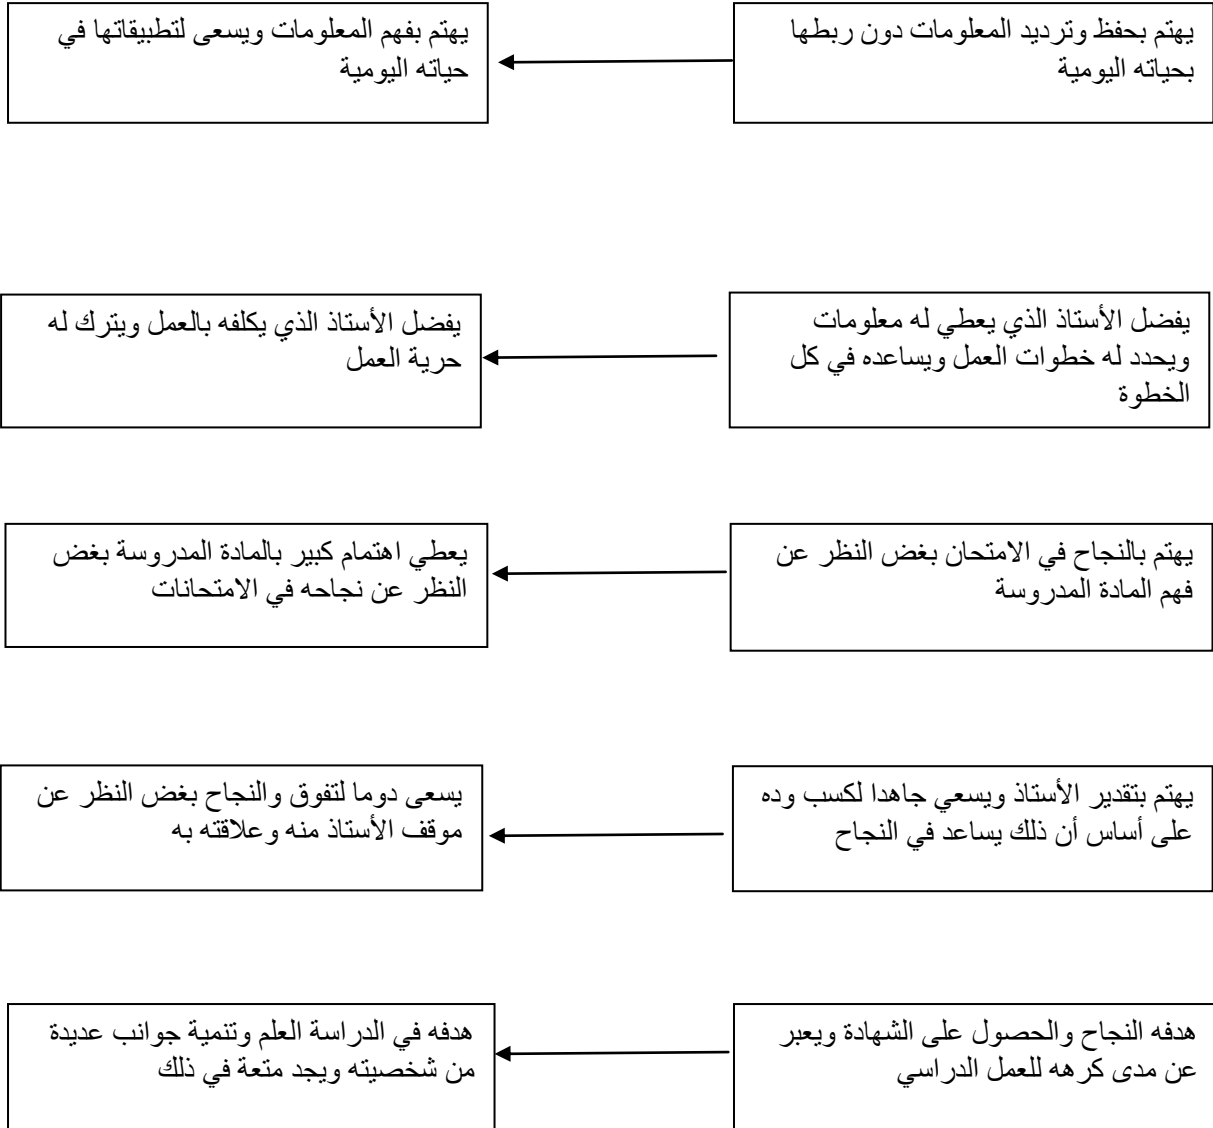 يهتم بحفظ وترديد المعلومات دون ربطها
بحياته اليومية
يهتم بفهم المعلومات ويسعى لتطبيقاتها في
حياته اليومية
يفضل الأستاذ الذي يعطي له معلومات
ويحدد له خطوات العمل ويساعده في كل
الخطوة
يفضل الأستاذ الذي يكلفه بالعمل ويترك له
حرية العمل
يهتم بالنجاح في الامتحان بغض النظر عن
فهم المادة المدروسة
يعطي اهتمام كبير بالمادة المدروسة بغض
النظر عن نجاحه في الامتحانات
يهتم بتقدير الأستاذ ويسعي جاهدا لكسب وده
على أساس أن ذلك يساعد في النجاح
يسعى دوما لتفوق والنجاح بغض النظر عن
موقف الأستاذ منه وعلاقته به
هدفه النجاح والحصول على الشهادة ويعبر
عن مدى كرهه للعمل الدراسي
هدفه في الدراسة العلم وتنمية جوانب عديدة
من شخصيته ويجد متعة في ذلك